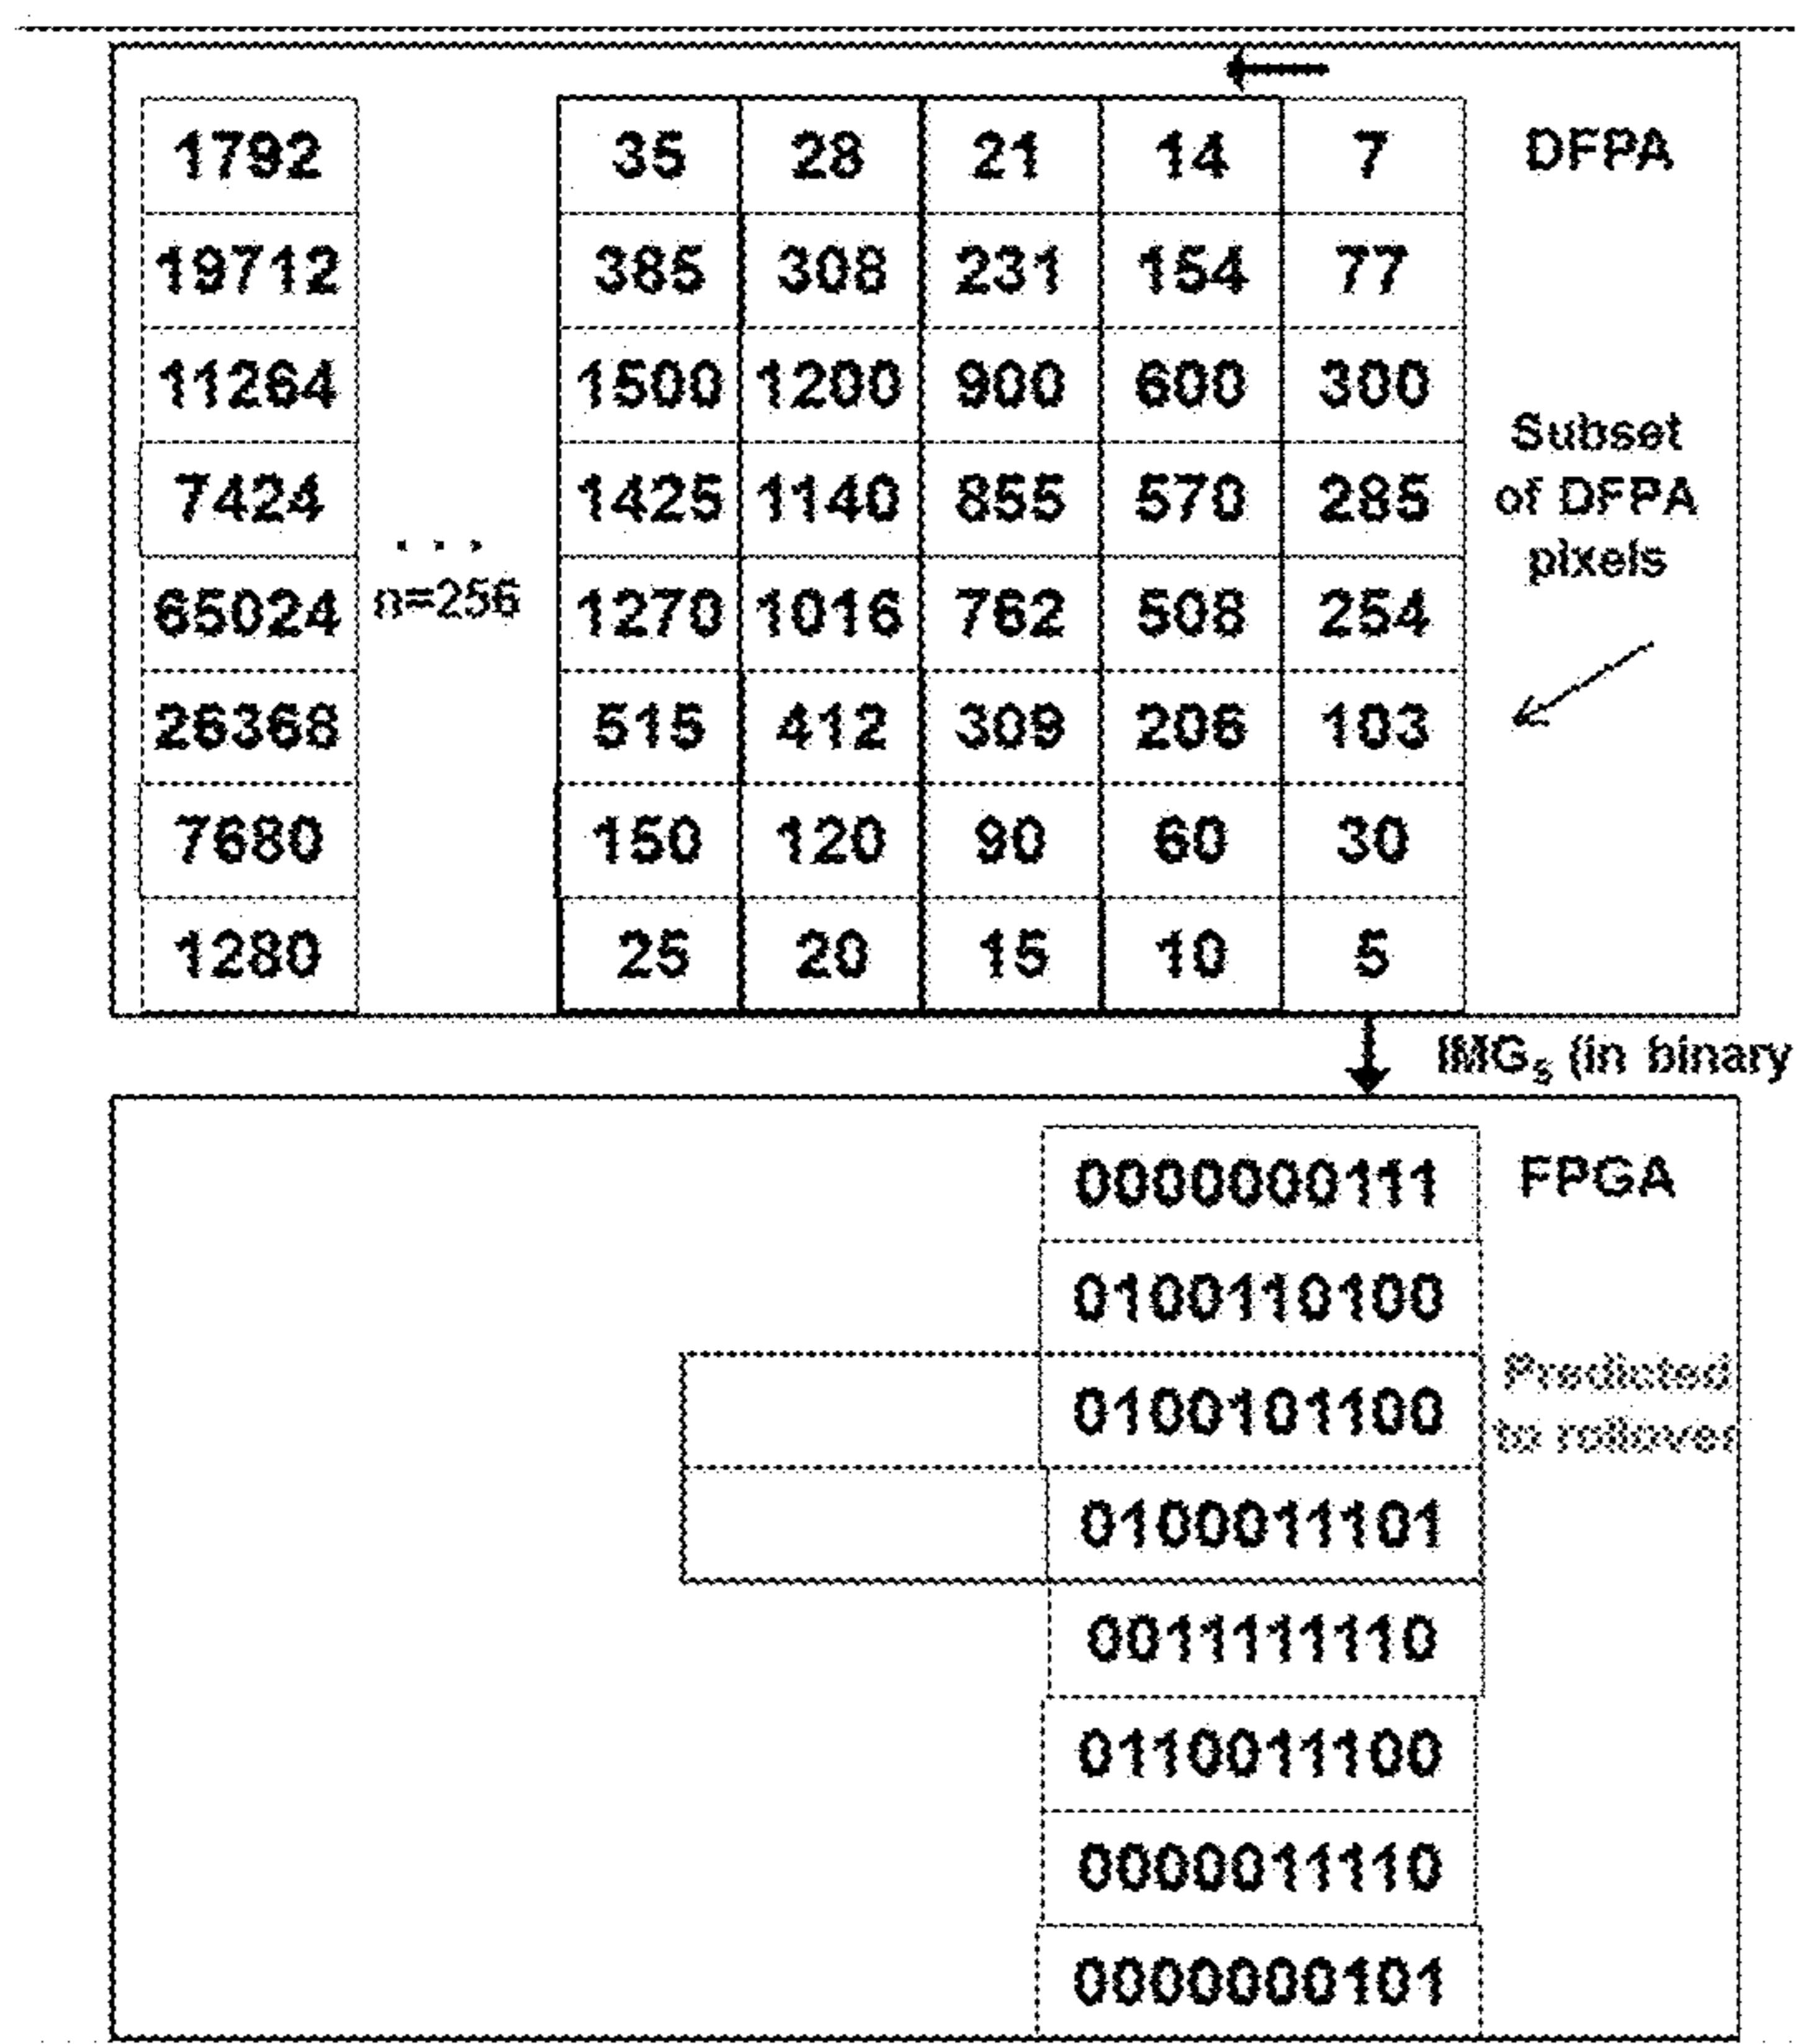 1792 35 28 21 14 7 DFPA
19712 385 308 231 154 77
11264 1500 1200 900 600 300
Subset
7424 1425 1140 855 570 285 of DFPA
. . . pixels
65024 n=256 1270 1016 762 508 254
26368 515 412 309 206 103
7680 150 120 90 60 30
1280 25 20 15 10 5
IMG5 (in binary
0000000111 FPGA
0100110100
Predicted
0100101100
to rollover
0100011101
0011111110
0110011100
0000011110
0000000101